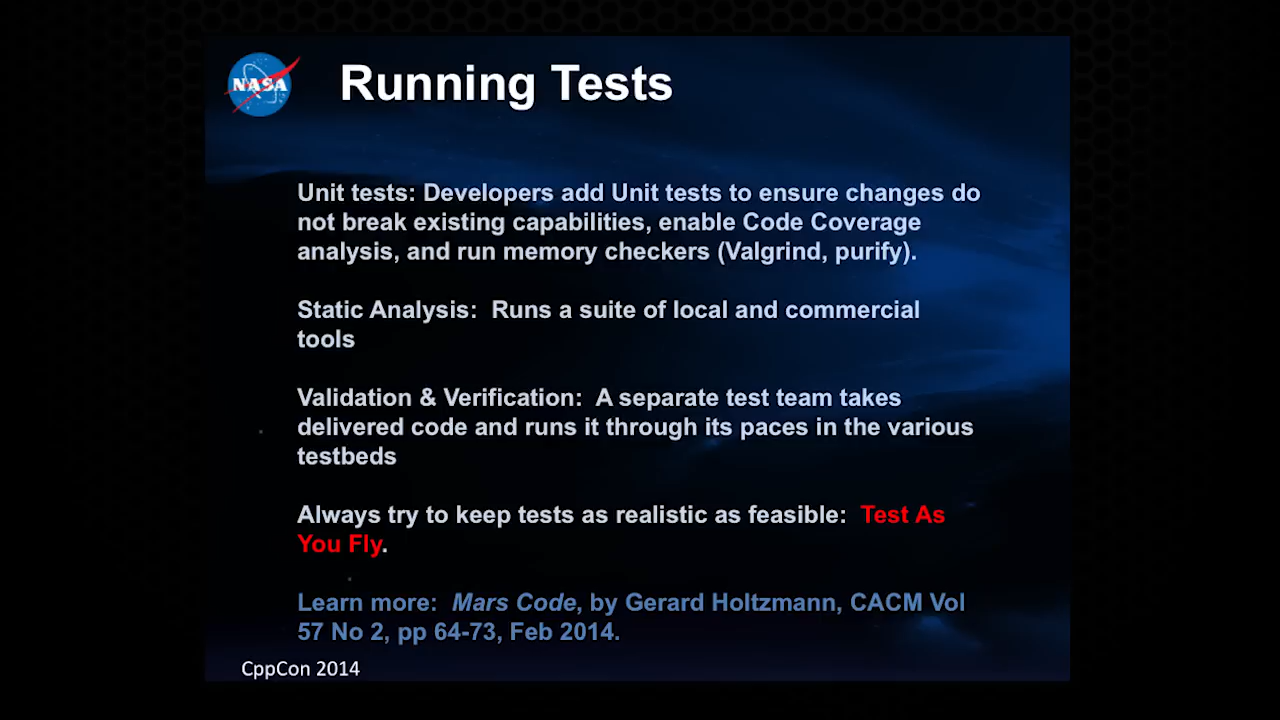 NASA
Running Tests
Unit tests: Developers add Unit tests to ensure changes do
not break existing capabilities, enable Code Coverage
analysis, and run memory checkers (Valgrind, purify).
Static Analysis:  Runs a suite of local and commercial
tools
Validation & Verification:  A separate test team takes
delivered code and runs it through its paces in the various
testbeds
Always try to keep tests as realistic as feasible:  Test As
You Fly.
Learn more:  Mars Code, by Gerard Holtzmann, CACM Vol
57 No 2, pp 64-73, Feb 2014.
CppCon 2014